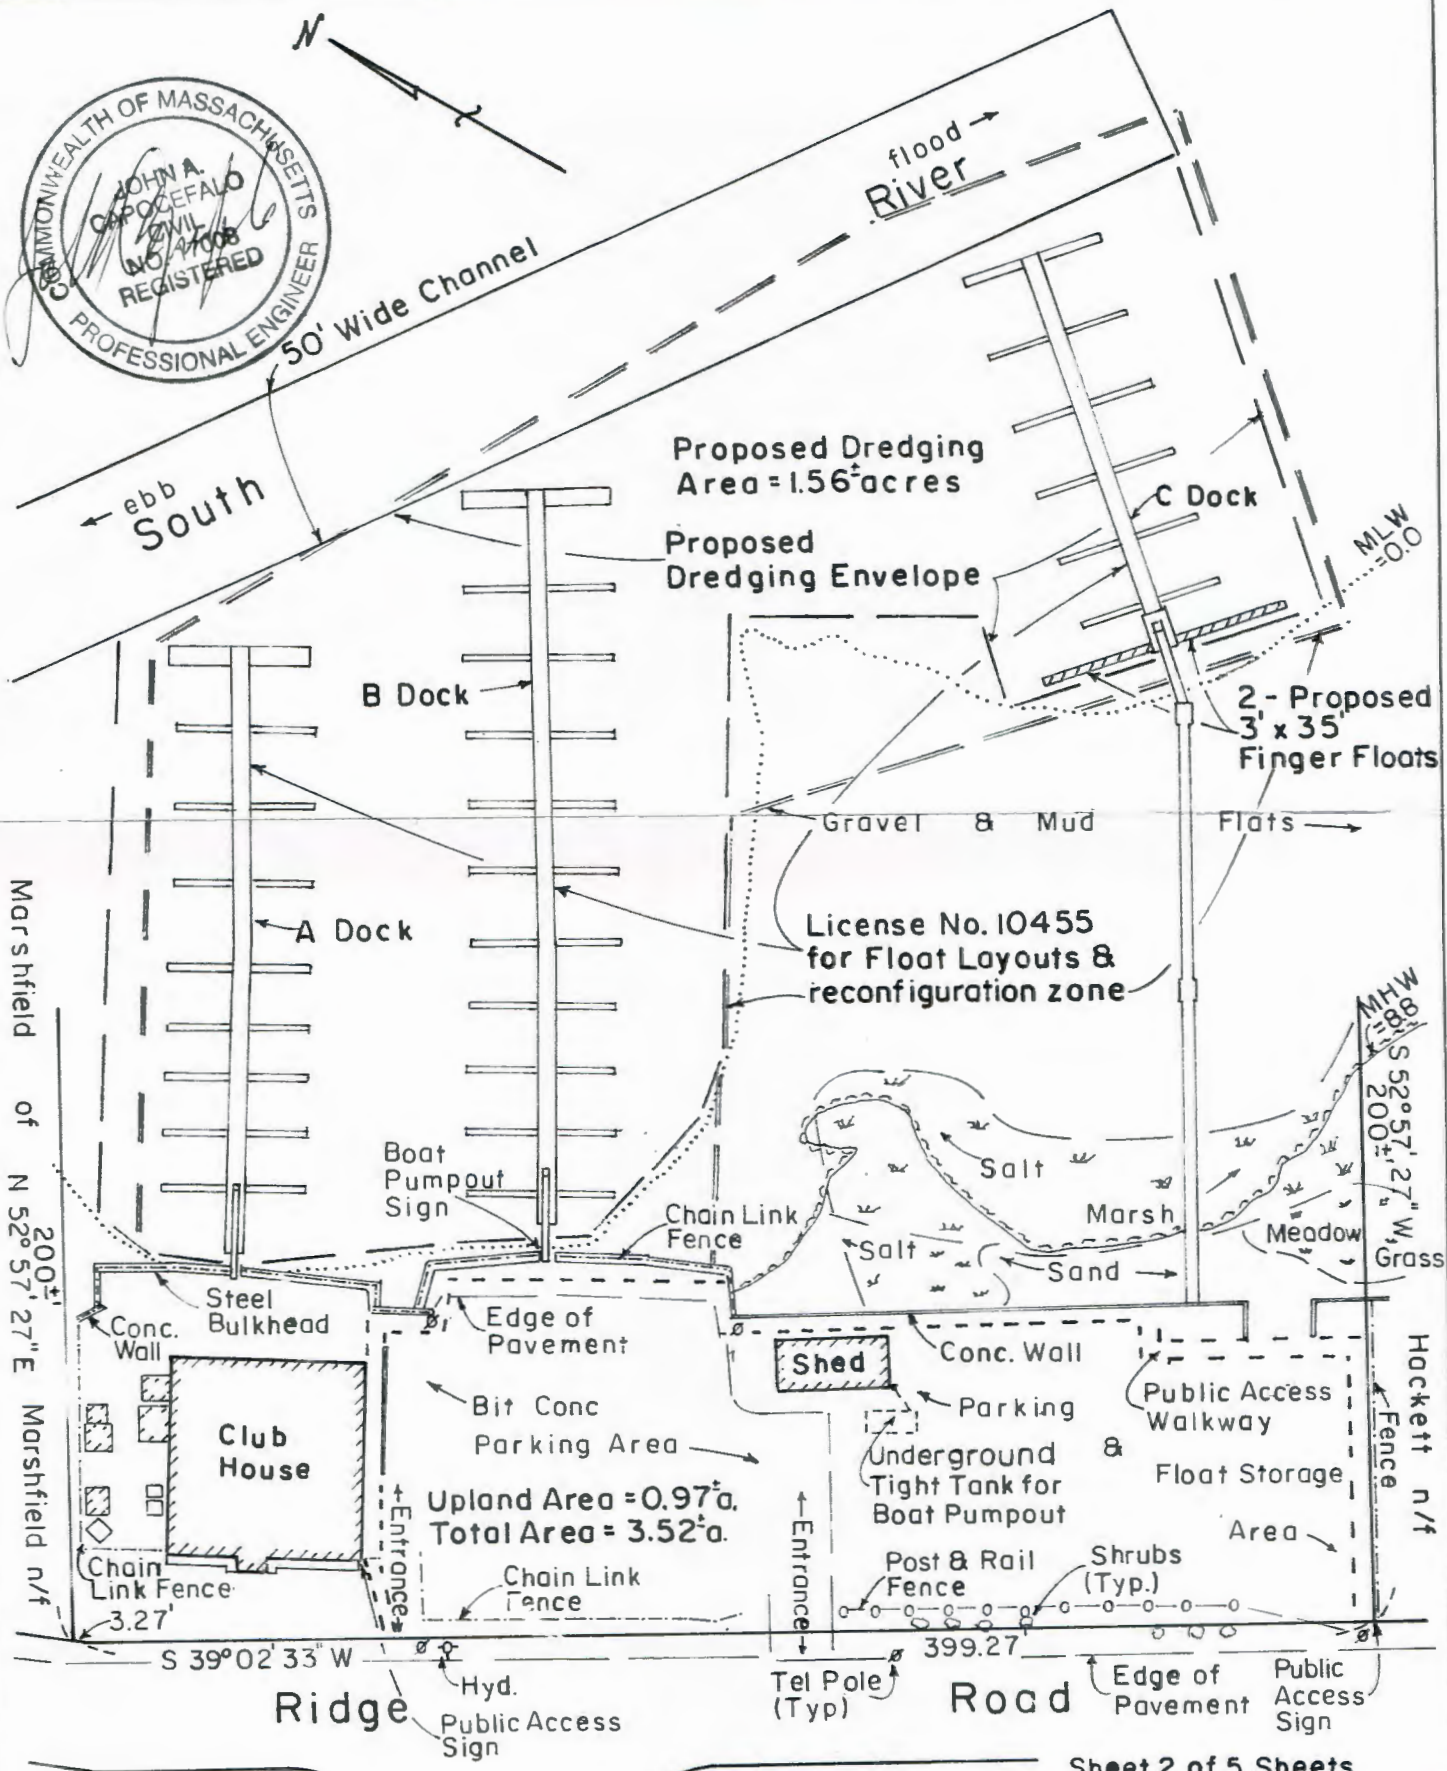 N
COMMONWEALTH OF MASSACHUSETTS
JOHN A.
CAPOCEFALO
CIVIL
NO. 17008
REGISTERED
PROFESSIONAL ENGINEER
50' Wide Channel
flood
River
ebb
South
Proposed Dredging
Area = 1.56± acres
Proposed
Dredging Envelope
C Dock
MLW
=0.0
B Dock
2 - Proposed
3' x 35'
Finger Floats
Gravel & Mud Flats
A Dock
License No. 10455
for Float Layouts &
reconfiguration zone
MHW
=8.8
S 52° 57' 27" W
200±'
Marshfield of
N 52° 57' 27" E
200±'
Marshfield n/f
Boat
Pumpout
Sign
Chain Link
Fence
Salt
Marsh
Salt
Sand
Meadow
Grass
Steel
Bulkhead
Conc.
Wall
Edge of
Pavement
Shed
Conc. Wall
Parking
&
Float Storage
Area
Public Access
Walkway
Hackett n/f
Fence
Bit Conc
Parking Area
Club
House
Underground
Tight Tank for
Boat Pumpout
Upland Area = 0.97± a.
Total Area = 3.52± a.
Entrance
Entrance
Chain
Link Fence
Chain Link
Fence
Post & Rail
Fence
Shrubs
(Typ.)
3.27'
S 39° 02' 33" W
399.27'
Hyd.
Ridge Road
Public Access
Sign
Tel Pole
(Typ)
Edge of
Pavement
Public
Access
Sign
Sheet 2 of 5 Sheets